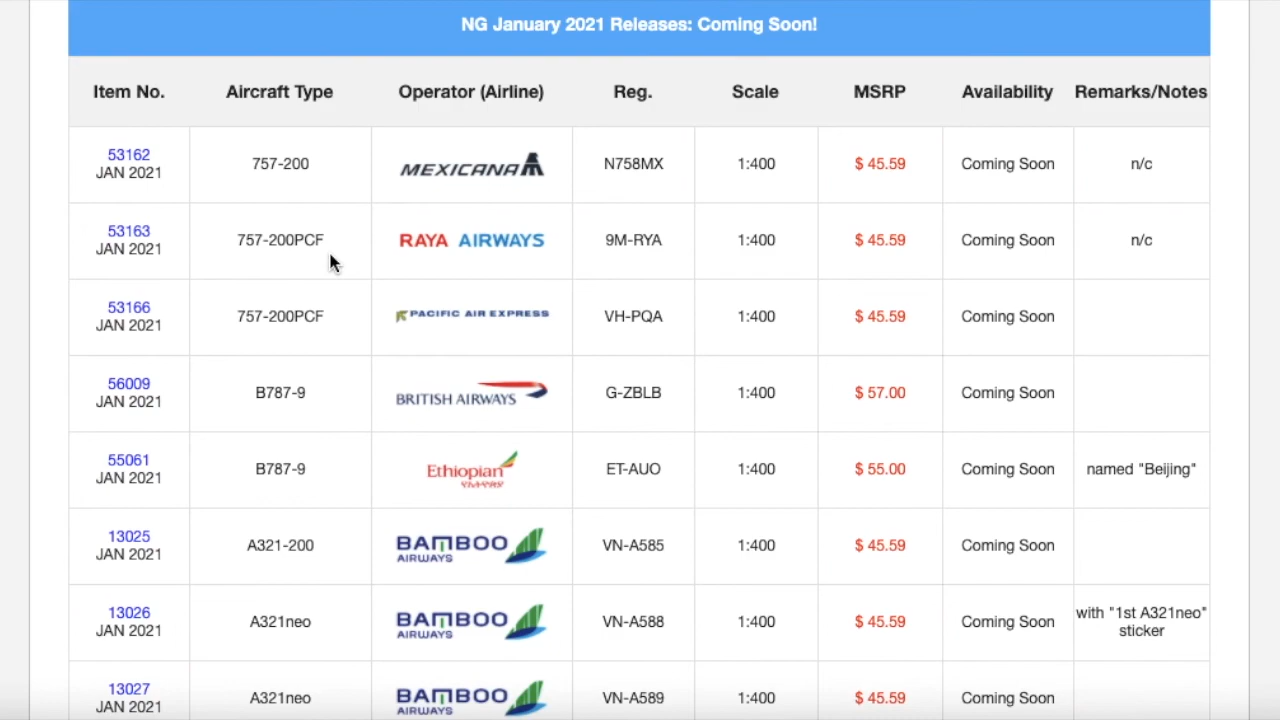 NG January 2021 Releases: Coming Soon!
Item No. Aircraft Type Operator (Airline) Reg. Scale MSRP Availability Remarks/Notes
53162
JAN 2021
757-200 MEXICANA N758MX 1:400 $ 45.59 Coming Soon n/c
53163
JAN 2021
757-200PCF RAYA AIRWAYS 9M-RYA 1:400 $ 45.59 Coming Soon n/c
53166
JAN 2021
757-200PCF PACIFIC AIR EXPRESS VH-PQA 1:400 $ 45.59 Coming Soon
56009
JAN 2021
B787-9 BRITISH AIRWAYS G-ZBLB 1:400 $ 57.00 Coming Soon
55061
JAN 2021
B787-9 Ethiopian
የኢትዮጵያ
ET-AUO 1:400 $ 55.00 Coming Soon named "Beijing"
13025
JAN 2021
A321-200 BAMBOO
AIRWAYS
VN-A585 1:400 $ 45.59 Coming Soon
13026
JAN 2021
A321neo BAMBOO
AIRWAYS
VN-A588 1:400 $ 45.59 Coming Soon with "1st A321neo"
sticker
13027
JAN 2021
A321neo BAMBOO
AIRWAYS
VN-A589 1:400 $ 45.59 Coming Soon